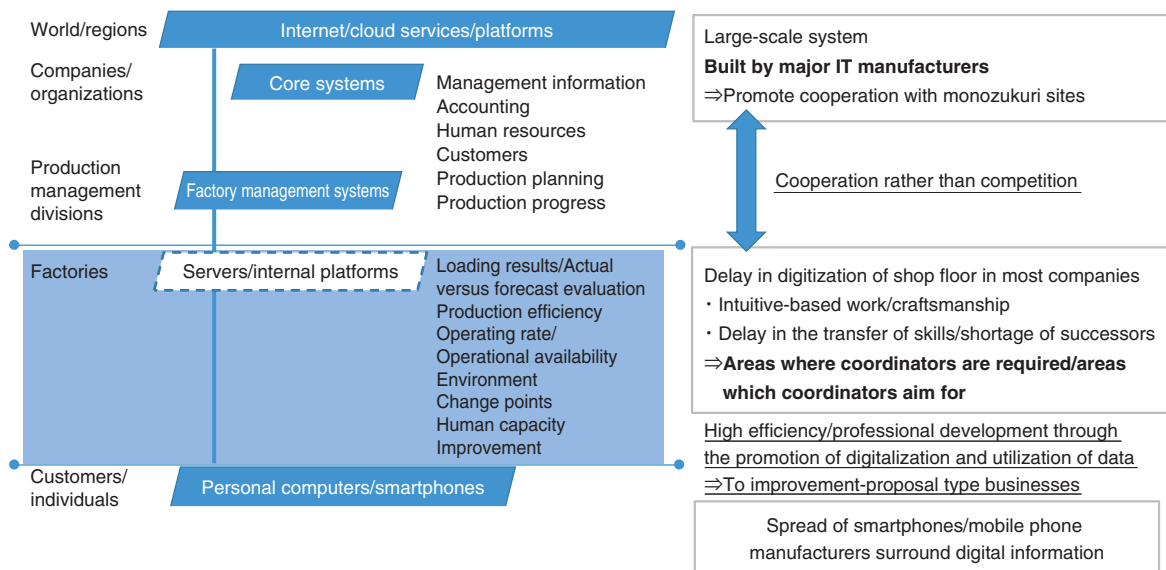 World/regions
Internet/cloud services/platforms
Companies/
organizations
Core systems
Management information
Accounting
Human resources
Customers
Production planning
Production progress
Production
management
divisions
Factory management systems
Factories
Servers/internal platforms
Loading results/Actual
versus forecast evaluation
Production efficiency
Operating rate/
Operational availability
Environment
Change points
Human capacity
Improvement
Customers/
individuals
Personal computers/smartphones
Large-scale system
Built by major IT manufacturers
⇒Promote cooperation with monozukuri sites
Cooperation rather than competition
Delay in digitization of shop floor in most companies
・Intuitive-based work/craftsmanship
・Delay in the transfer of skills/shortage of successors
⇒Areas where coordinators are required/areas
which coordinators aim for
High efficiency/professional development through
the promotion of digitalization and utilization of data
⇒To improvement-proposal type businesses
Spread of smartphones/mobile phone
manufacturers surround digital information